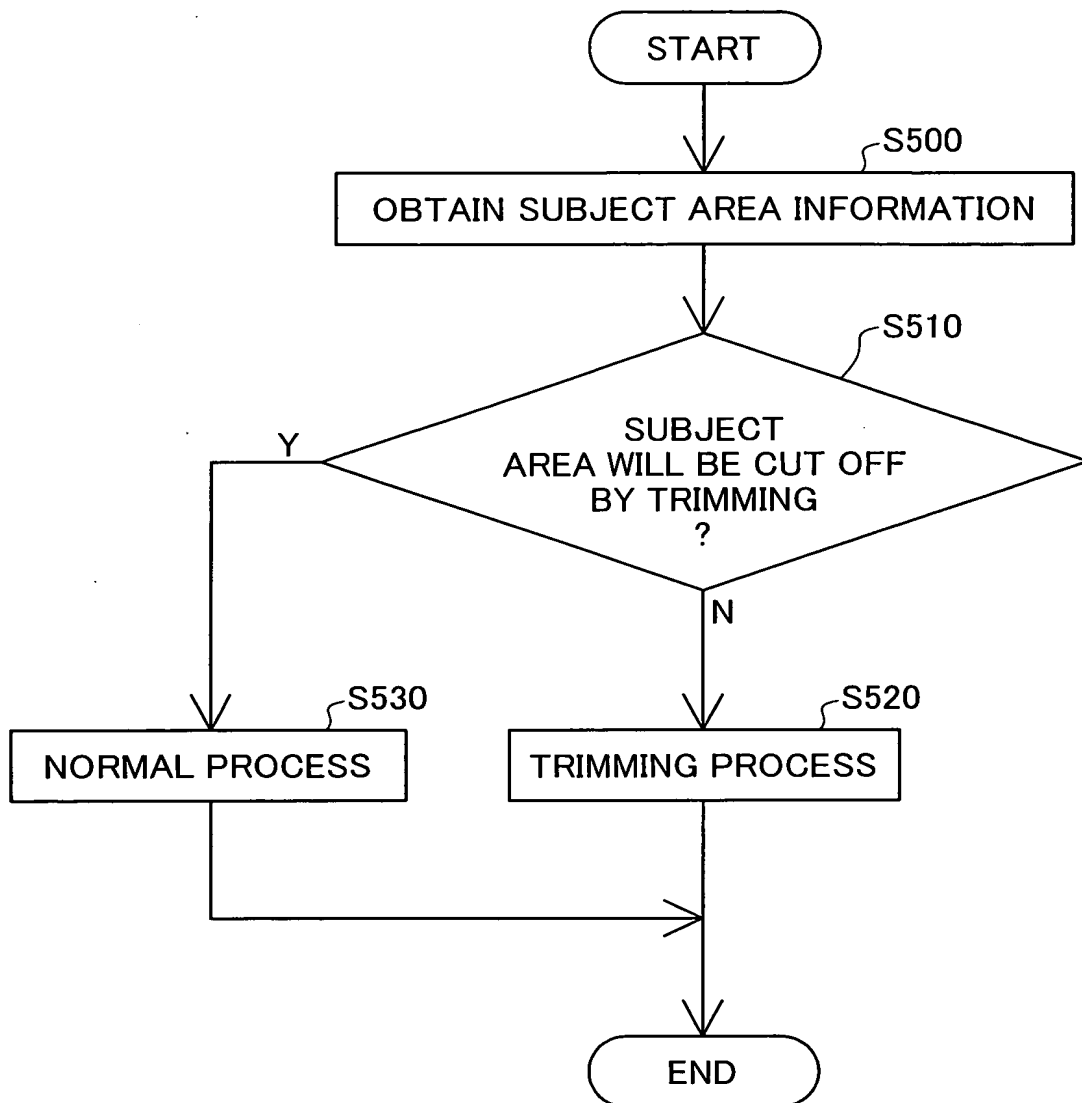 START
S500
OBTAIN SUBJECT AREA INFORMATION
S510
SUBJECT
AREA WILL BE CUT OFF
BY TRIMMING
?
Y
N
S530
NORMAL PROCESS
S520
TRIMMING PROCESS
END